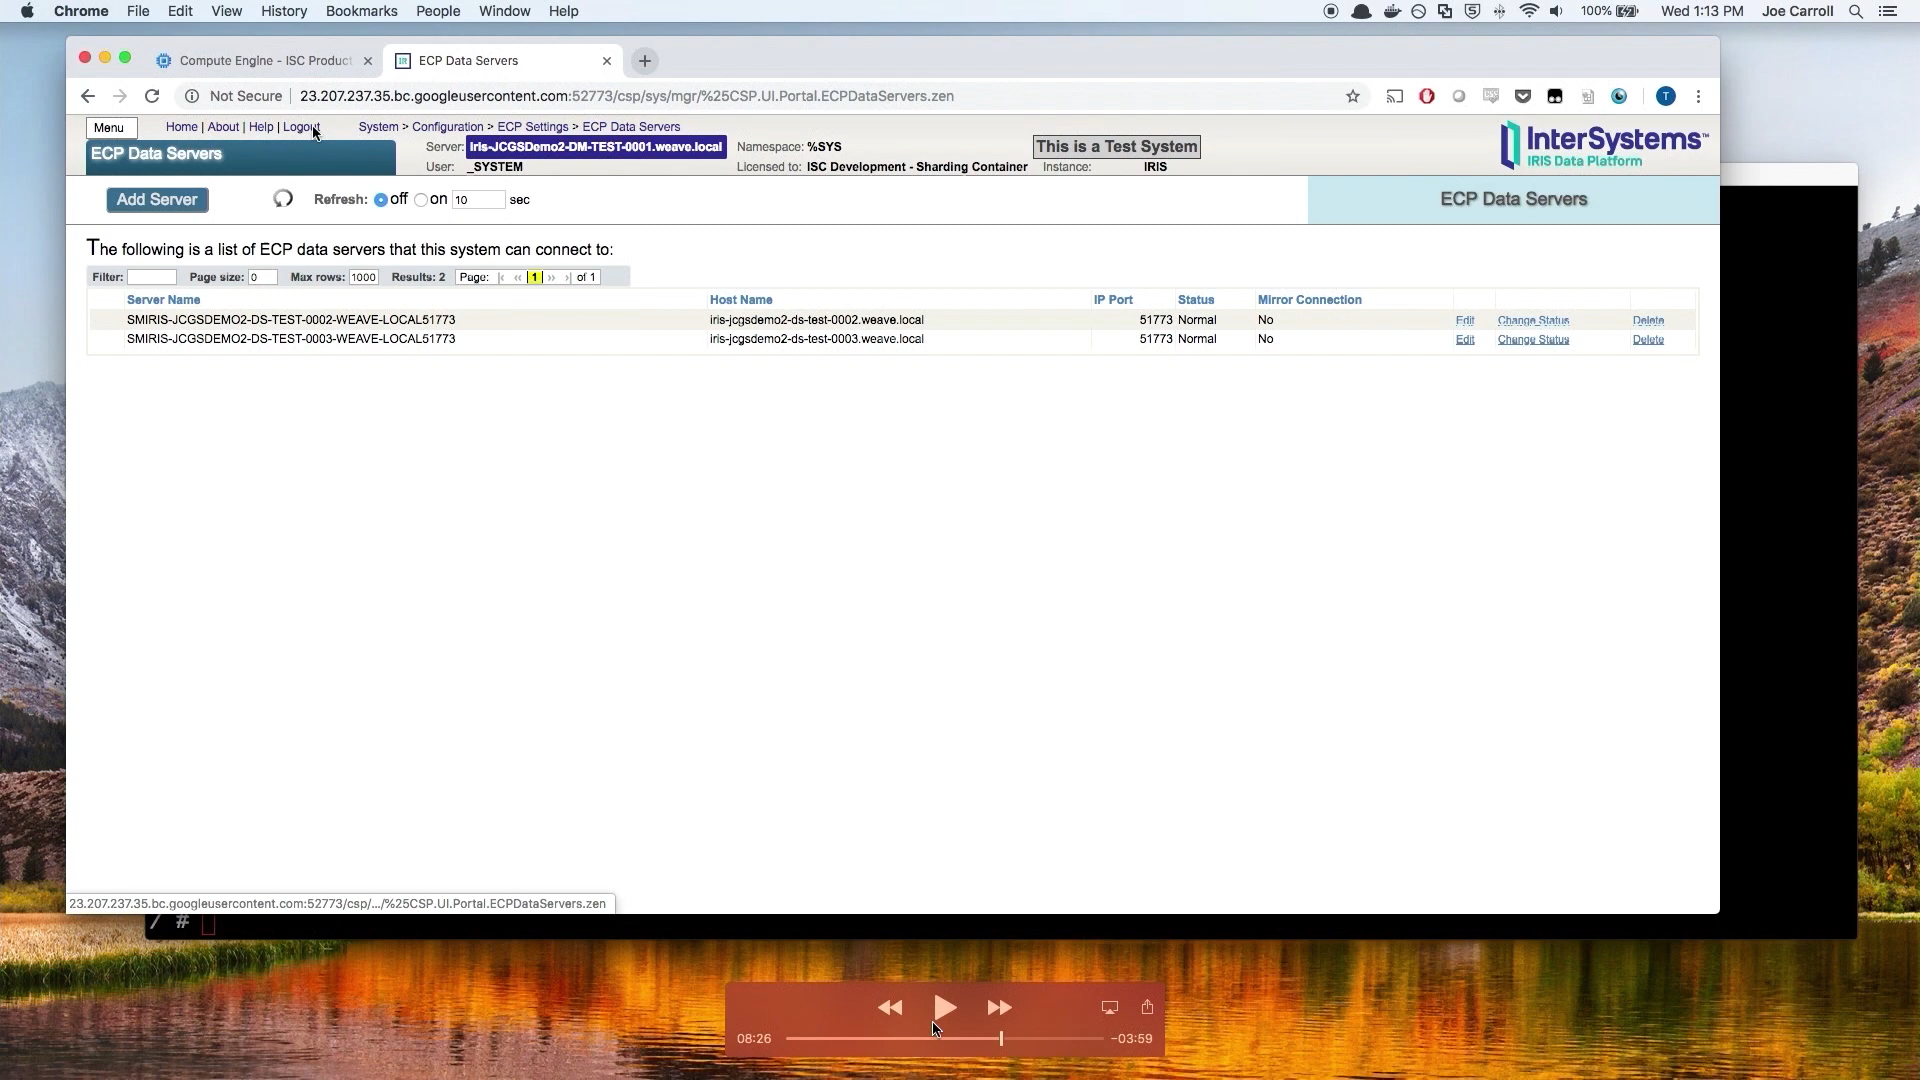 Chrome File Edit View History Bookmarks People Window Help 100% Wed 1:13 PM Joe Carroll
Compute Engine - ISC Product ECP Data Servers
Not Secure 23.207.237.35.bc.googleusercontent.com:52773/csp/sys/mgr/%25CSP.UI.Portal.ECPDataServers.zen T
Menu Home | About | Help | Logout System > Configuration > ECP Settings > ECP Data Servers
ECP Data Servers Server: Iris-JCGSDemo2-DM-TEST-0001.weave.local Namespace: %SYS This is a Test System InterSystems™
IRIS Data Platform
User: _SYSTEM Licensed to: ISC Development - Sharding Container Instance: IRIS
Add Server Refresh: off on 10 sec ECP Data Servers
The following is a list of ECP data servers that this system can connect to:
Filter: Page size: 0 Max rows: 1000 Results: 2 Page: |‹ ‹‹ 1 ›› ›| of 1
Server Name Host Name IP Port Status Mirror Connection
SMIRIS-JCGSDEMO2-DS-TEST-0002-WEAVE-LOCAL51773 iris-jcgsdemo2-ds-test-0002.weave.local 51773 Normal No Edit Change Status Delete
SMIRIS-JCGSDEMO2-DS-TEST-0003-WEAVE-LOCAL51773 iris-jcgsdemo2-ds-test-0003.weave.local 51773 Normal No Edit Change Status Delete
23.207.237.35.bc.googleusercontent.com:52773/csp/.../%25CSP.UI.Portal.ECPDataServers.zen
/ #
08:26 -03:59